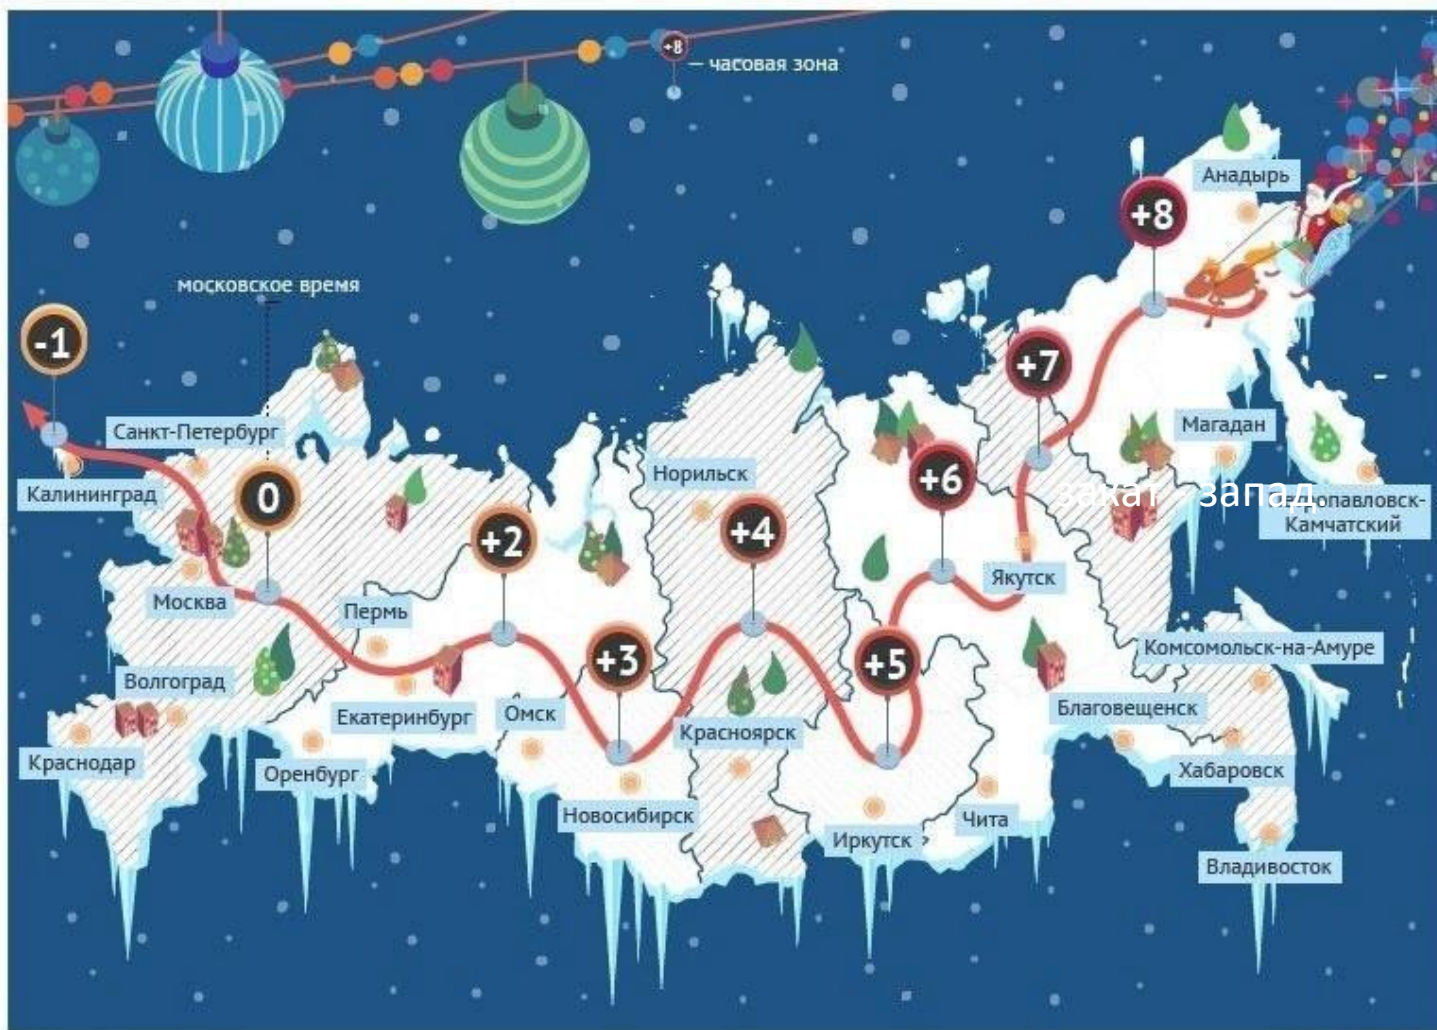 +8
– часовая зона
Анадырь
+8
московское время
-1
+7
Санкт-Петербург
Магадан
Норильск
Калининград
0
+6
закат - запад
опавловск-
Камчатский
+2
+4
Якутск
Москва
Пермь
Комсомольск-на-Амуре
+3
+5
Волгоград
Екатеринбург
Омск
Благовещенск
Красноярск
Краснодар
Оренбург
Хабаровск
Новосибирск
Чита
Иркутск
Владивосток